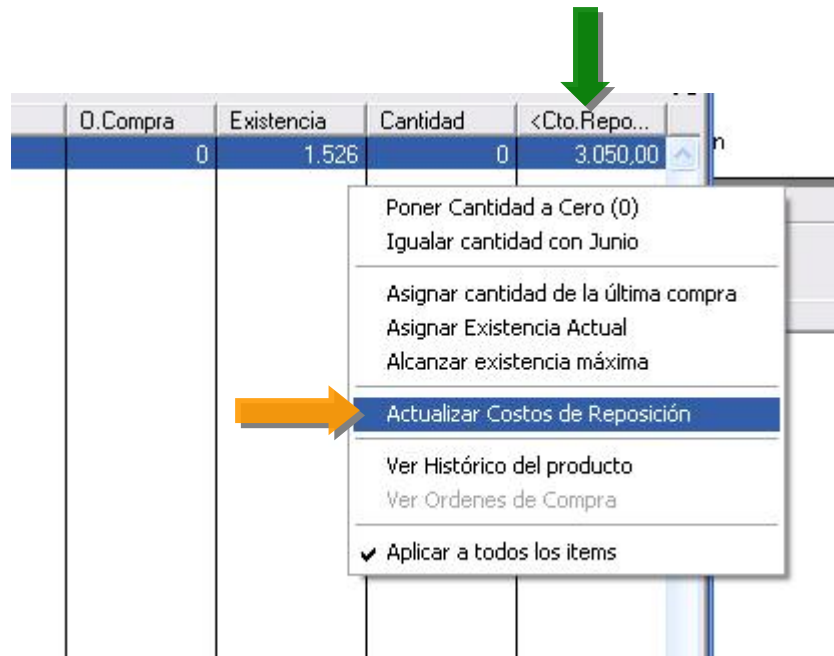 O.Compra Existencia Cantidad <Cto.Repo...
0 1.526 0 3.050,00
n
Poner Cantidad a Cero (0)
Igualar cantidad con Junio
Asignar cantidad de la última compra
Asignar Existencia Actual
Alcanzar existencia máxima
Actualizar Costos de Reposición
Ver Histórico del producto
Ver Ordenes de Compra
Aplicar a todos los items